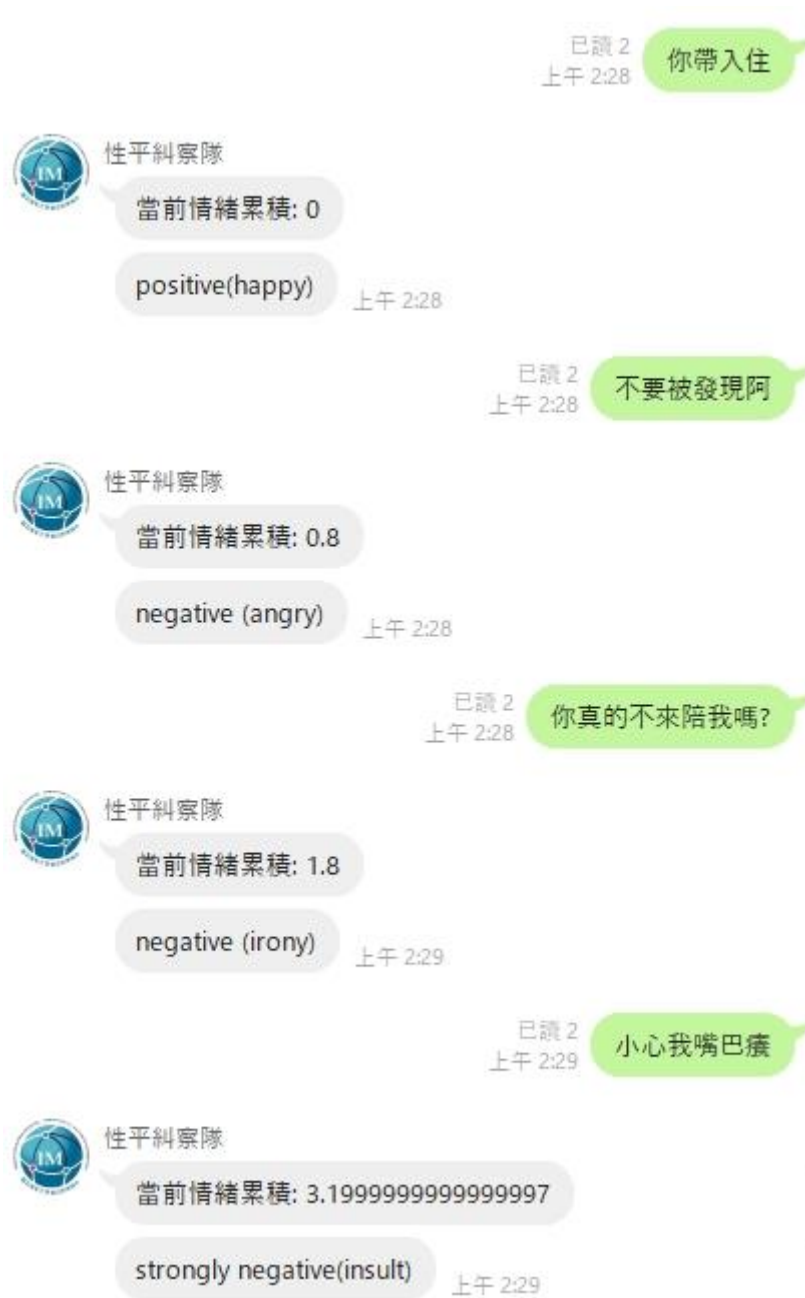 已讀 2
上午 2:28
你帶入住
IM
性平糾察隊
當前情緒累積: 0
positive(happy)
上午 2:28
已讀 2
上午 2:28
不要被發現阿
IM
性平糾察隊
當前情緒累積: 0.8
negative (angry)
上午 2:28
已讀 2
上午 2:28
你真的不來陪我嗎?
IM
性平糾察隊
當前情緒累積: 1.8
negative (irony)
上午 2:29
已讀 2
上午 2:29
小心我嘴巴癢
IM
性平糾察隊
當前情緒累積: 3.1999999999999997
strongly negative(insult)
上午 2:29